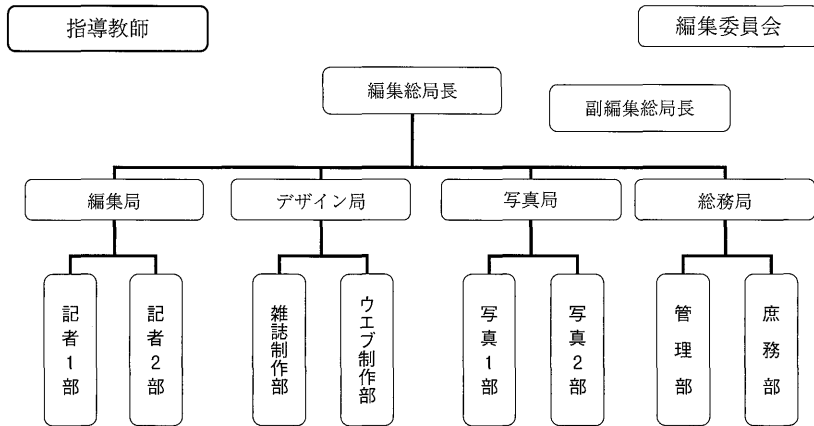 指導教師
編集委員会
編集総局長
副編集総局長
編集局
デザイン局
写真局
総務局
記者1部
記者2部
雑誌制作部
ウエブ制作部
写真1部
写真2部
管理部
庶務部